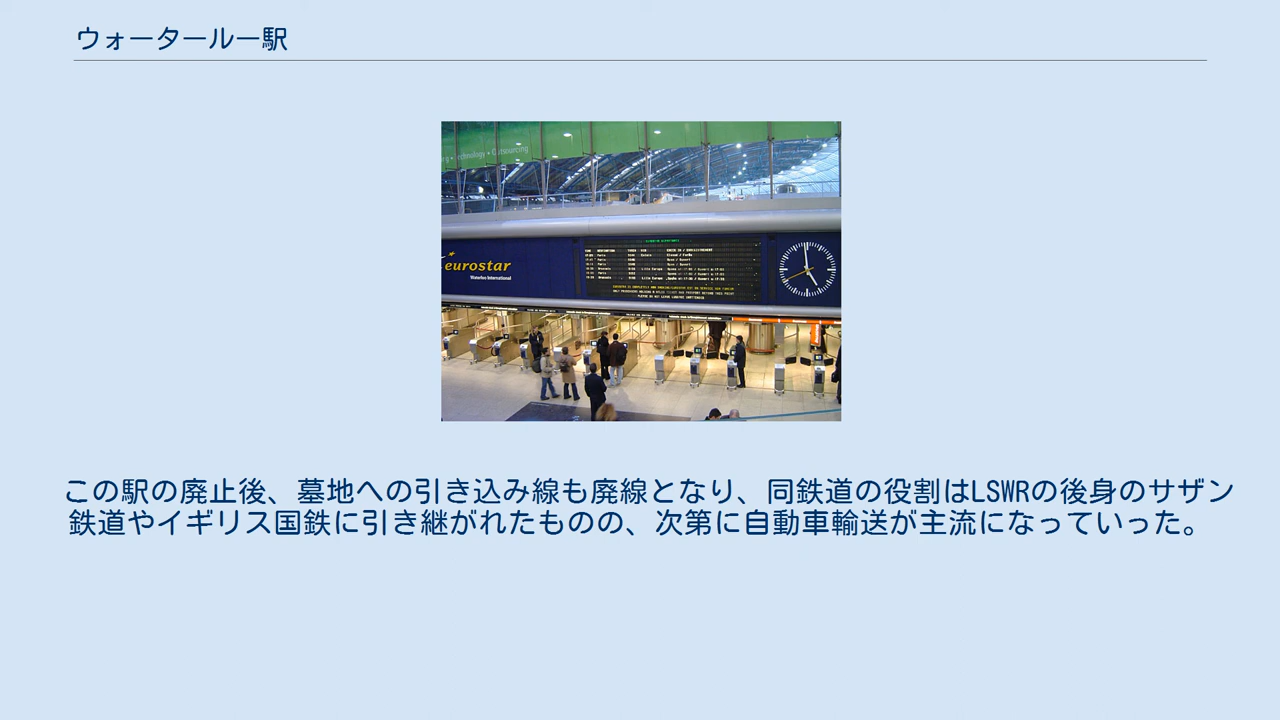 ウォータールー駅
Technology • Outsourcing
eurostar
Waterloo International
この駅の廃止後、墓地への引き込み線も廃線となり、同鉄道の役割はLSWRの後身のサザン
鉄道やイギリス国鉄に引き継がれたものの、次第に自動車輸送が主流になっていった。